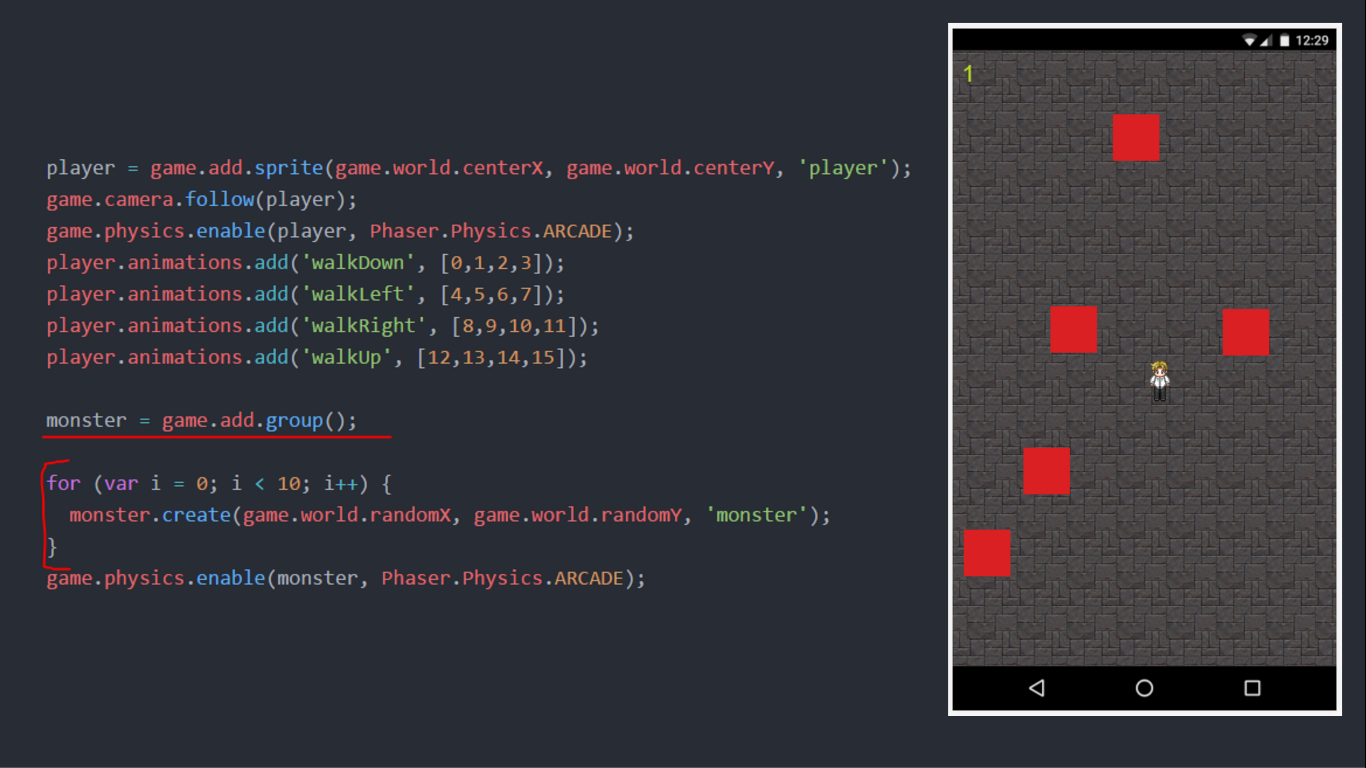 player = game.add.sprite(game.world.centerX, game.world.centerY, 'player');
game.camera.follow(player);
game.physics.enable(player, Phaser.Physics.ARCADE);
player.animations.add('walkDown', [0,1,2,3]);
player.animations.add('walkLeft', [4,5,6,7]);
player.animations.add('walkRight', [8,9,10,11]);
player.animations.add('walkUp', [12,13,14,15]);
monster = game.add.group();
for (var i = 0; i < 10; i++) {
  monster.create(game.world.randomX, game.world.randomY, 'monster');
}
game.physics.enable(monster, Phaser.Physics.ARCADE);
12:29
1